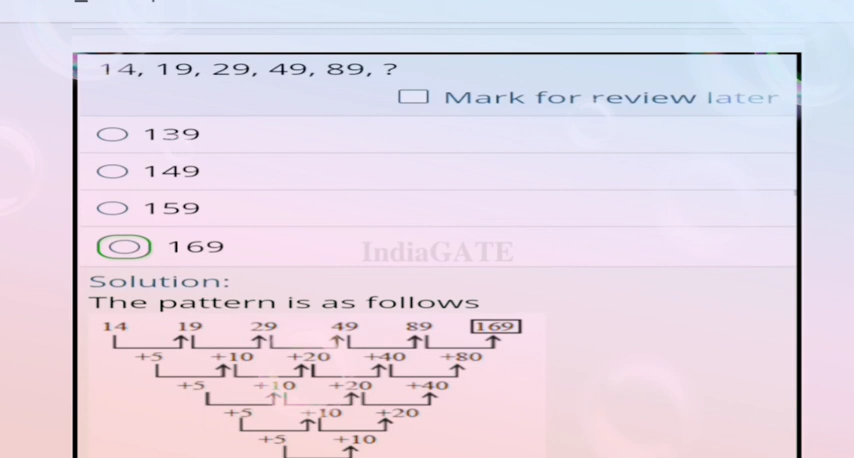 14, 19, 29, 49, 89, ?
Mark for review later
139
149
159
169
IndiaGATE
Solution:
The pattern is as follows
14 19 29 49 89 169
+5 +10 +20 +40 +80
+5 +10 +20 +40
+5 +10 +20
+5 +10